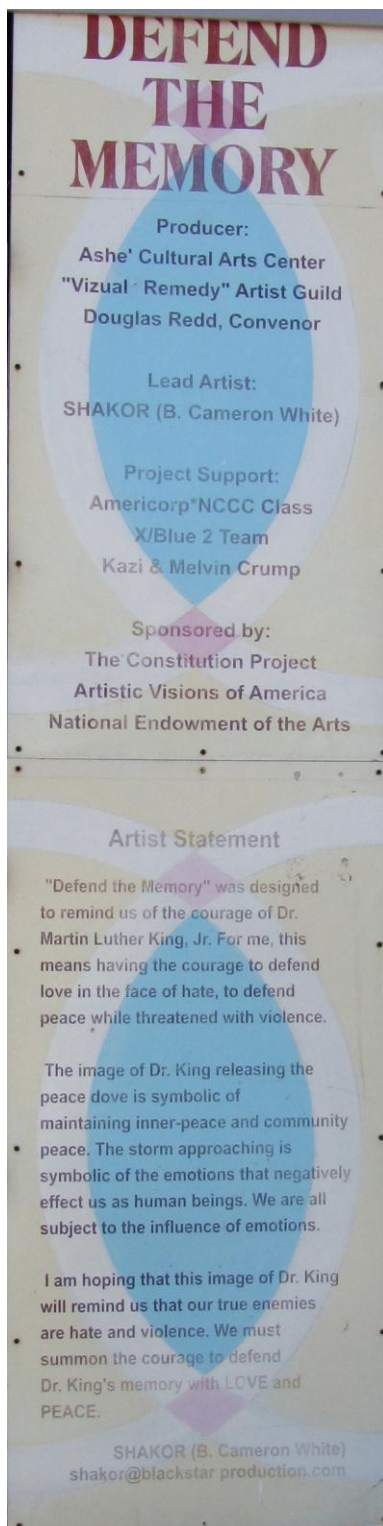 DEFEND
THE
MEMORY
Producer:
Ashe' Cultural Arts Center
"Vizual Remedy" Artist Guild
Douglas Redd, Convenor
Lead Artist:
SHAKOR (B. Cameron White)
Project Support:
Americorp*NCCC Class
X/Blue 2 Team
Kazi & Melvin Crump
Sponsored by:
The Constitution Project
Artistic Visions of America
National Endowment of the Arts
Artist Statement
"Defend the Memory" was designed
to remind us of the courage of Dr.
Martin Luther King, Jr. For me, this
means having the courage to defend
love in the face of hate, to defend
peace while threatened with violence.
The image of Dr. King releasing the
peace dove is symbolic of
maintaining inner-peace and community
peace. The storm approaching is
symbolic of the emotions that negatively
effect us as human beings. We are all
subject to the influence of emotions.
I am hoping that this image of Dr. King
will remind us that our true enemies
are hate and violence. We must
summon the courage to defend
Dr. King's memory with LOVE and
PEACE.
SHAKOR (B. Cameron White)
shakor@blackstar production.com